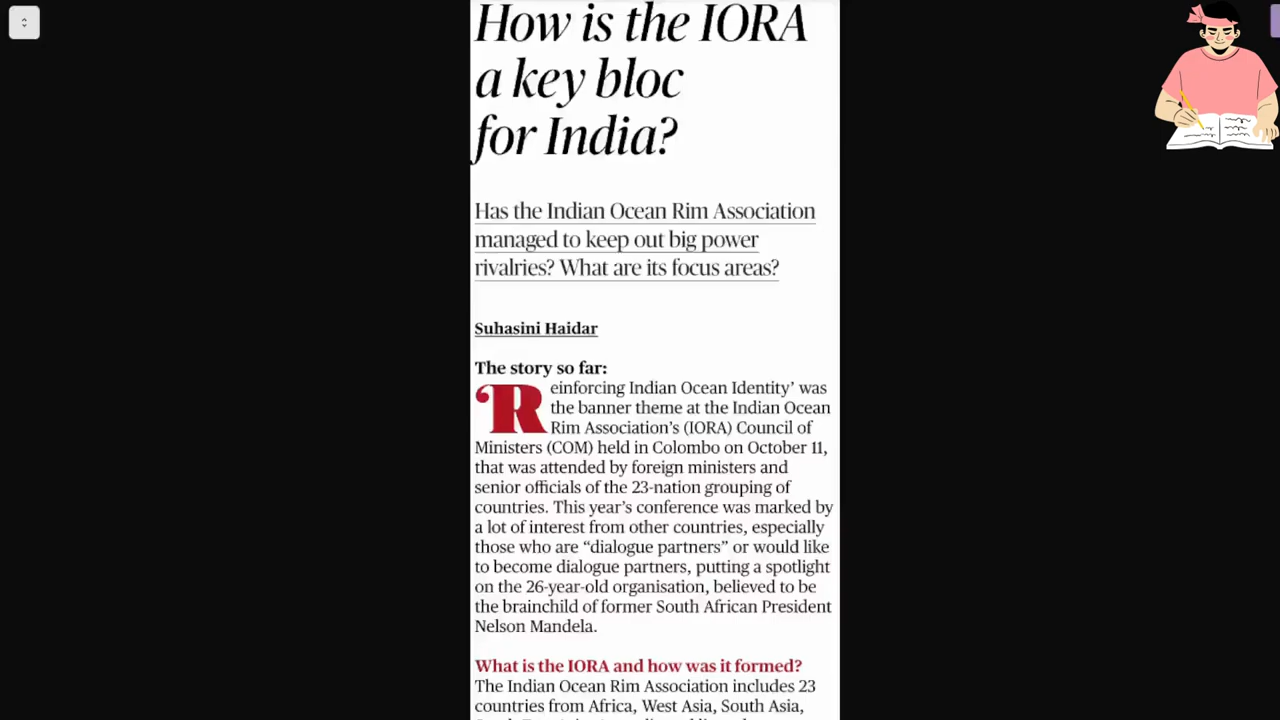 How is the IORA
a key bloc
for India?
Has the Indian Ocean Rim Association
managed to keep out big power
rivalries? What are its focus areas?
Suhasini Haidar
The story so far:
‘Reinforcing Indian Ocean Identity’ was
the banner theme at the Indian Ocean
Rim Association’s (IORA) Council of
Ministers (COM) held in Colombo on October 11,
that was attended by foreign ministers and
senior officials of the 23-nation grouping of
countries. This year’s conference was marked by
a lot of interest from other countries, especially
those who are “dialogue partners” or would like
to become dialogue partners, putting a spotlight
on the 26-year-old organisation, believed to be
the brainchild of former South African President
Nelson Mandela.
What is the IORA and how was it formed?
The Indian Ocean Rim Association includes 23
countries from Africa, West Asia, South Asia,